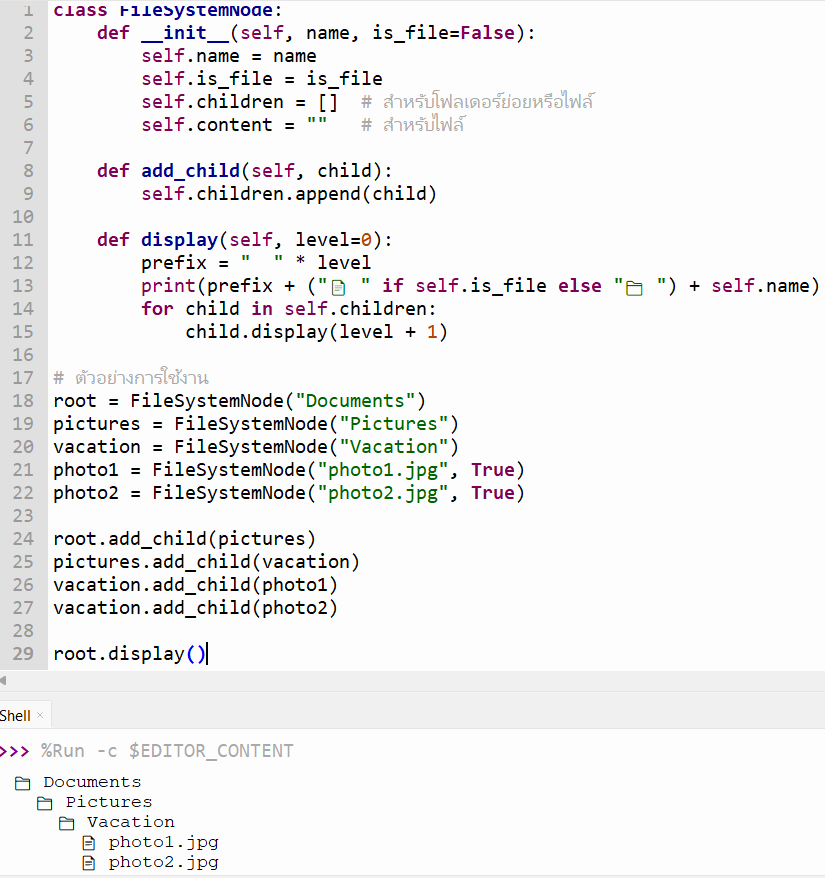 1 class FileSystemNode:
2     def __init__(self, name, is_file=False):
3         self.name = name
4         self.is_file = is_file
5         self.children = []  # สำหรับโฟลเดอร์ย่อยหรือไฟล์
6         self.content = ""   # สำหรับไฟล์
7
8     def add_child(self, child):
9         self.children.append(child)
10
11     def display(self, level=0):
12         prefix = "  " * level
13         print(prefix + ("📄 " if self.is_file else "📁 ") + self.name)
14         for child in self.children:
15             child.display(level + 1)
16
17 # ตัวอย่างการใช้งาน
18 root = FileSystemNode("Documents")
19 pictures = FileSystemNode("Pictures")
20 vacation = FileSystemNode("Vacation")
21 photo1 = FileSystemNode("photo1.jpg", True)
22 photo2 = FileSystemNode("photo2.jpg", True)
23
24 root.add_child(pictures)
25 pictures.add_child(vacation)
26 vacation.add_child(photo1)
27 vacation.add_child(photo2)
28
29 root.display()
Shell ×
>>> %Run -c $EDITOR_CONTENT
📁 Documents
  📁 Pictures
    📁 Vacation
      📄 photo1.jpg
      📄 photo2.jpg